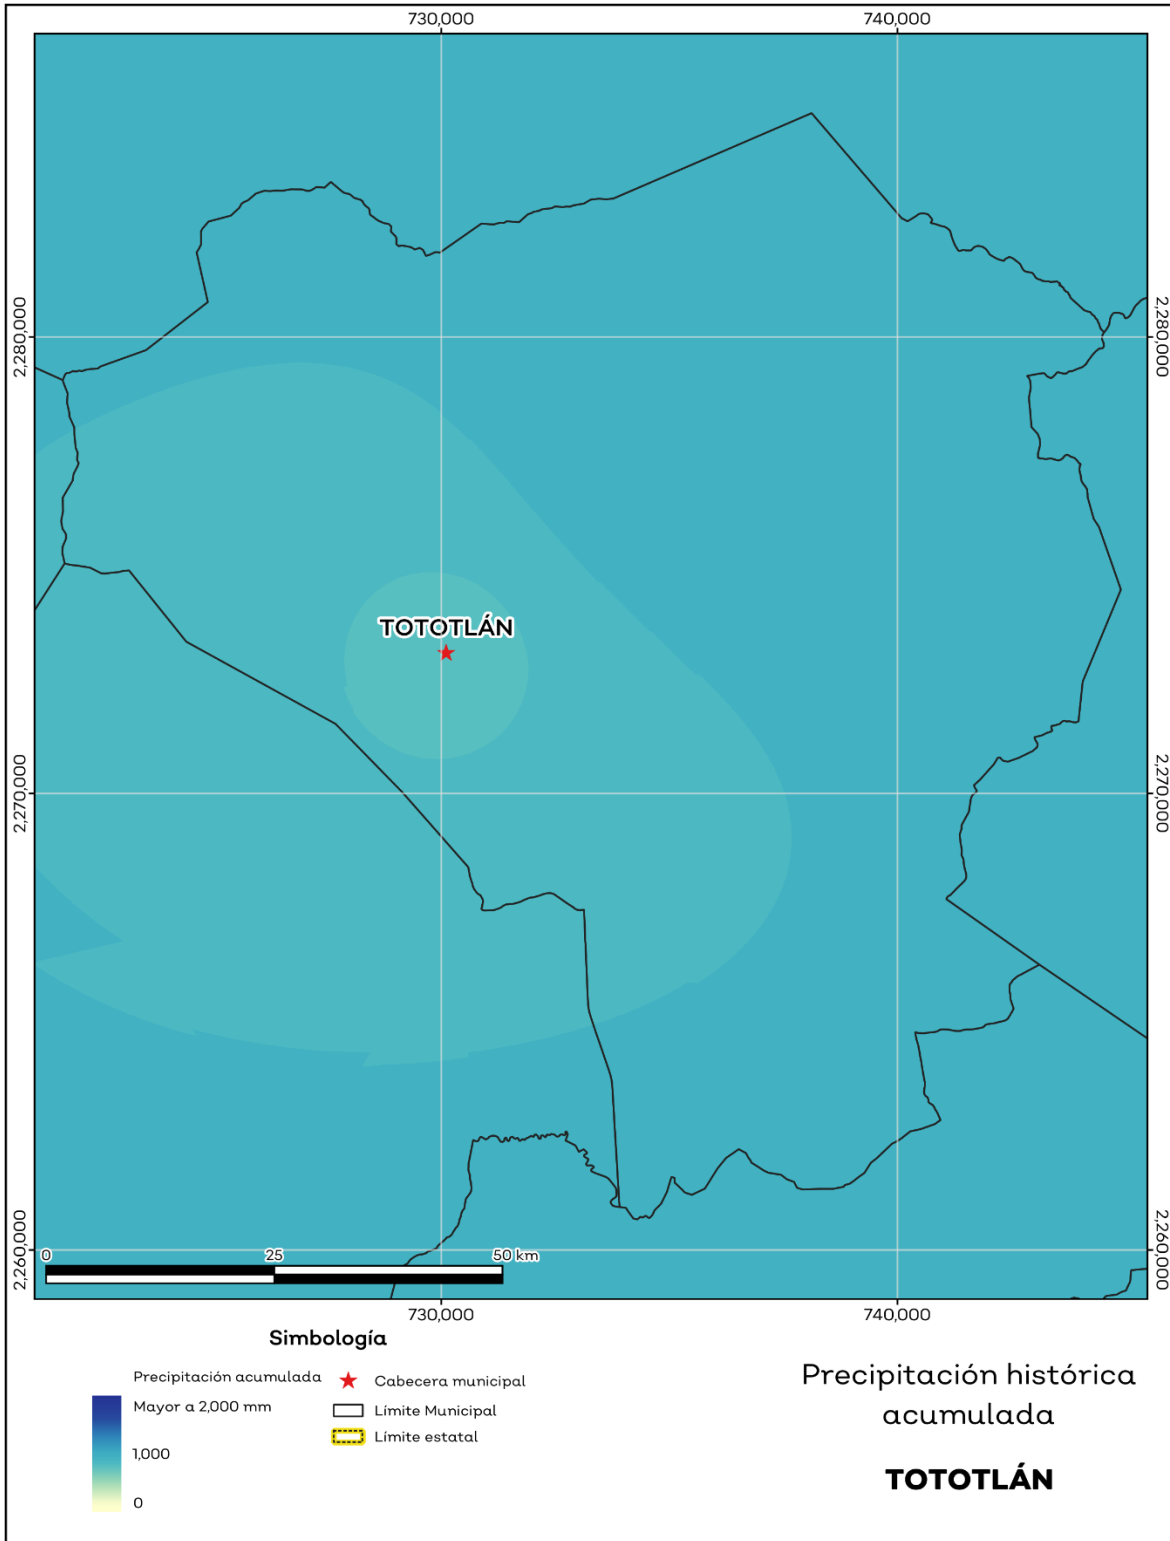 730,000
740,000
2,280,000
2,280,000
TOTOTLÁN
2,270,000
2,270,000
2,260,000
2,260,000
0
25
50 km
730,000
740,000
Simbología
Precipitación acumulada
Mayor a 2,000 mm
1,000
0
Cabecera municipal
Límite Municipal
Límite estatal
Precipitación histórica
acumulada
TOTOTLÁN